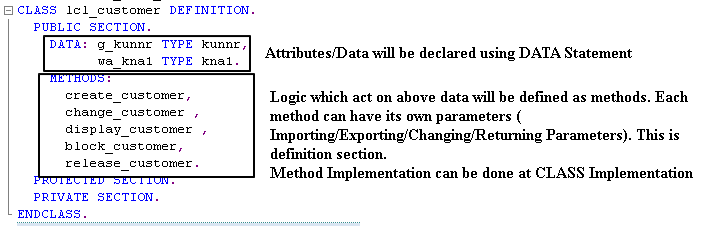 CLASS lcl_customer DEFINITION.
PUBLIC SECTION.
DATA: g_kunnr TYPE kunnr,
wa_kna1 TYPE kna1.
Attributes/Data will be declared using DATA Statement
METHODS:
create_customer,
change_customer ,
display_customer ,
block_customer,
release_customer.
Logic which act on above data will be defined as methods. Each
method can have its own parameters (
Importing/Exporting/Changing/Returning Parameters). This is
definition section.
Method Implementation can be done at CLASS Implementation
PROTECTED SECTION.
PRIVATE SECTION.
ENDCLASS.